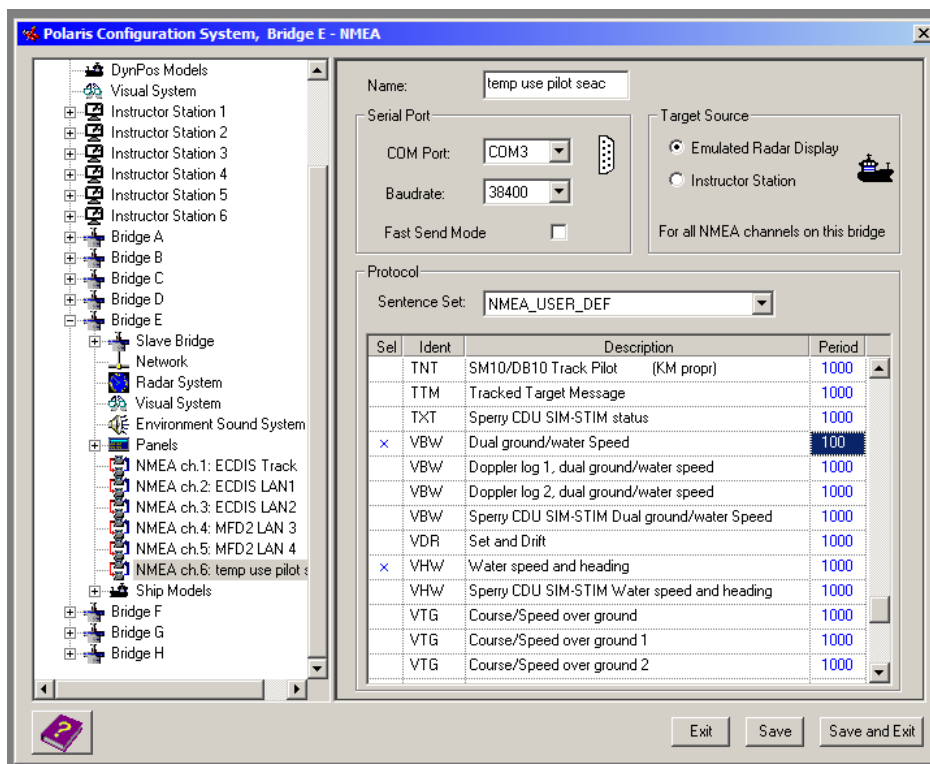 Polaris Configuration System, Bridge E - NMEA
DynPos Models
Visual System
Instructor Station 1
Instructor Station 2
Instructor Station 3
Instructor Station 4
Instructor Station 5
Instructor Station 6
Bridge A
Bridge B
Bridge C
Bridge D
Bridge E
Slave Bridge
Network
Radar System
Visual System
Environment Sound System
Panels
NMEA ch.1: ECDIS Track
NMEA ch.2: ECDIS LAN1
NMEA ch.3: ECDIS LAN2
NMEA ch.4: MFD2 LAN 3
NMEA ch.5: MFD2 LAN 4
NMEA ch.6: temp use pilot s
Ship Models
Bridge F
Bridge G
Bridge H
Name: temp use pilot seac
Serial Port
COM Port: COM3
Baudrate: 38400
Fast Send Mode
Target Source
Emulated Radar Display
Instructor Station
For all NMEA channels on this bridge
Protocol
Sentence Set: NMEA_USER_DEF
Sel Ident Description Period
TNT SM10/DB10 Track Pilot (KM propr) 1000
TTM Tracked Target Message 1000
TXT Sperry CDU SIM-STIM status 1000
× VBW Dual ground/water Speed 100
VBW Doppler log 1, dual ground/water speed 1000
VBW Doppler log 2, dual ground/water speed 1000
VBW Sperry CDU SIM-STIM Dual ground/water Speed 1000
VDR Set and Drift 1000
× VHW Water speed and heading 1000
VHW Sperry CDU SIM-STIM Water speed and heading 1000
VTG Course/Speed over ground 1000
VTG Course/Speed over ground 1 1000
VTG Course/Speed over ground 2 1000
Exit Save Save and Exit